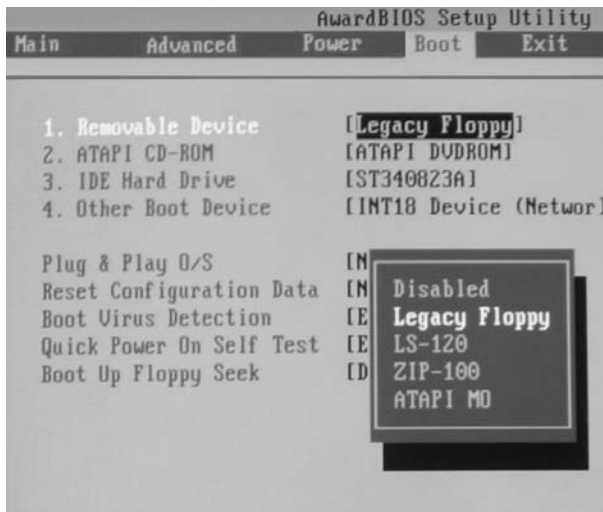 AwardBIOS Setup Utility
Main Advanced Power Boot Exit
1. Removable Device [Legacy Floppy]
2. ATAPI CD-ROM [ATAPI DVDROM]
3. IDE Hard Drive [ST340823A]
4. Other Boot Device [INT18 Device (Networ]
Plug & Play O/S [N
Reset Configuration Data [N
Boot Virus Detection [E
Quick Power On Self Test [E
Boot Up Floppy Seek [D
Disabled
Legacy Floppy
LS-120
ZIP-100
ATAPI MO